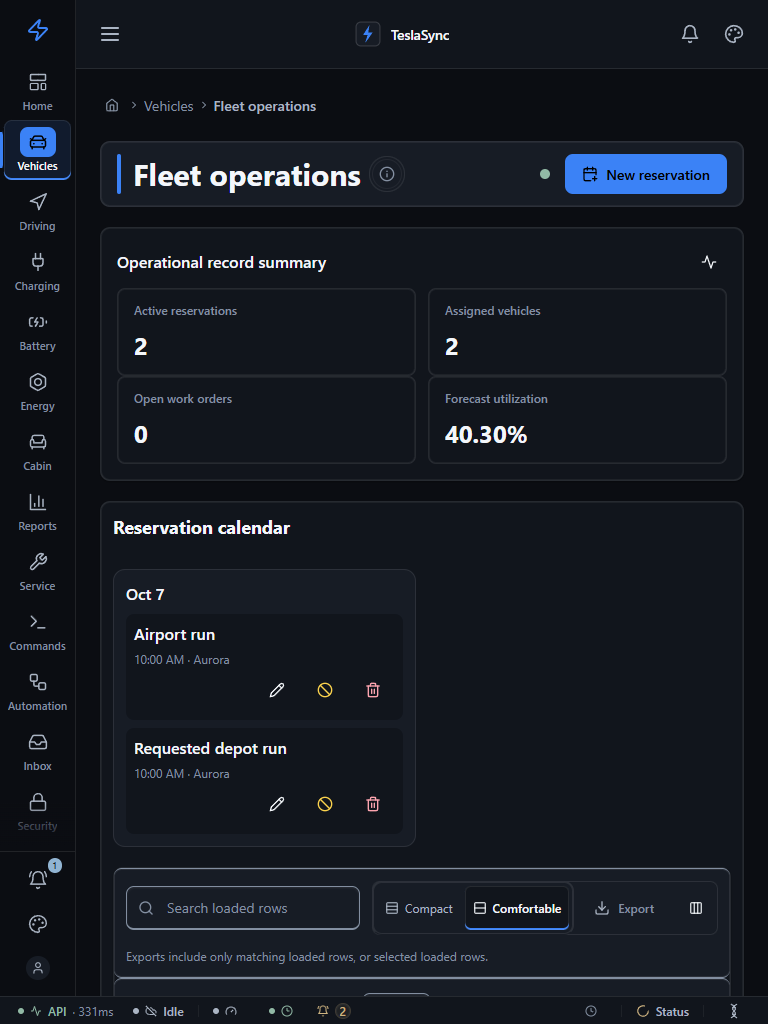 TeslaSync
Home
Vehicles
Driving
Charging
Battery
Energy
Cabin
Reports
Service
Commands
Automation
Inbox
Security
1
Vehicles
Fleet operations
Fleet operations
New reservation
Operational record summary
Active reservations
2
Assigned vehicles
2
Open work orders
0
Forecast utilization
40.30%
Reservation calendar
Oct 7
Airport run
10:00 AM · Aurora
Requested depot run
10:00 AM · Aurora
Search loaded rows
Compact
Comfortable
Export
Exports include only matching loaded rows, or selected loaded rows.
API · 331ms
Idle
2
Status